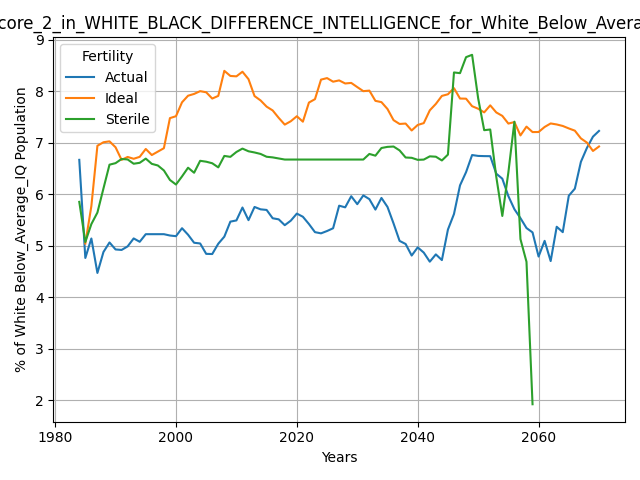 core_2_in_WHITE_BLACK_DIFFERENCE_INTELLIGENCE_for_White_Below_Avera
Fertility
Actual
Ideal
Sterile
% of White Below_Average_IQ Population
9
8
7
6
5
4
3
2
1980
2000
2020
2040
2060
Years